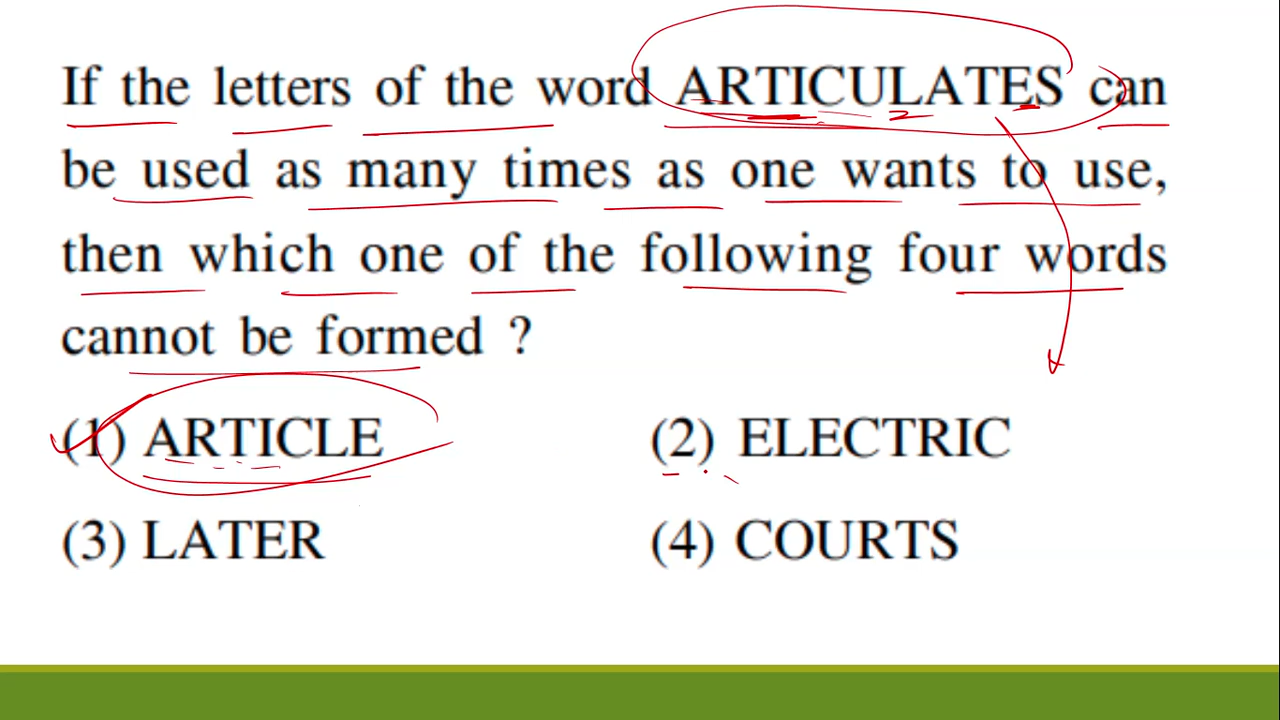 If the letters of the word ARTICULATES can
be used as many times as one wants to use,
then which one of the following four words
cannot be formed ?
(1) ARTICLE (2) ELECTRIC
(3) LATER (4) COURTS